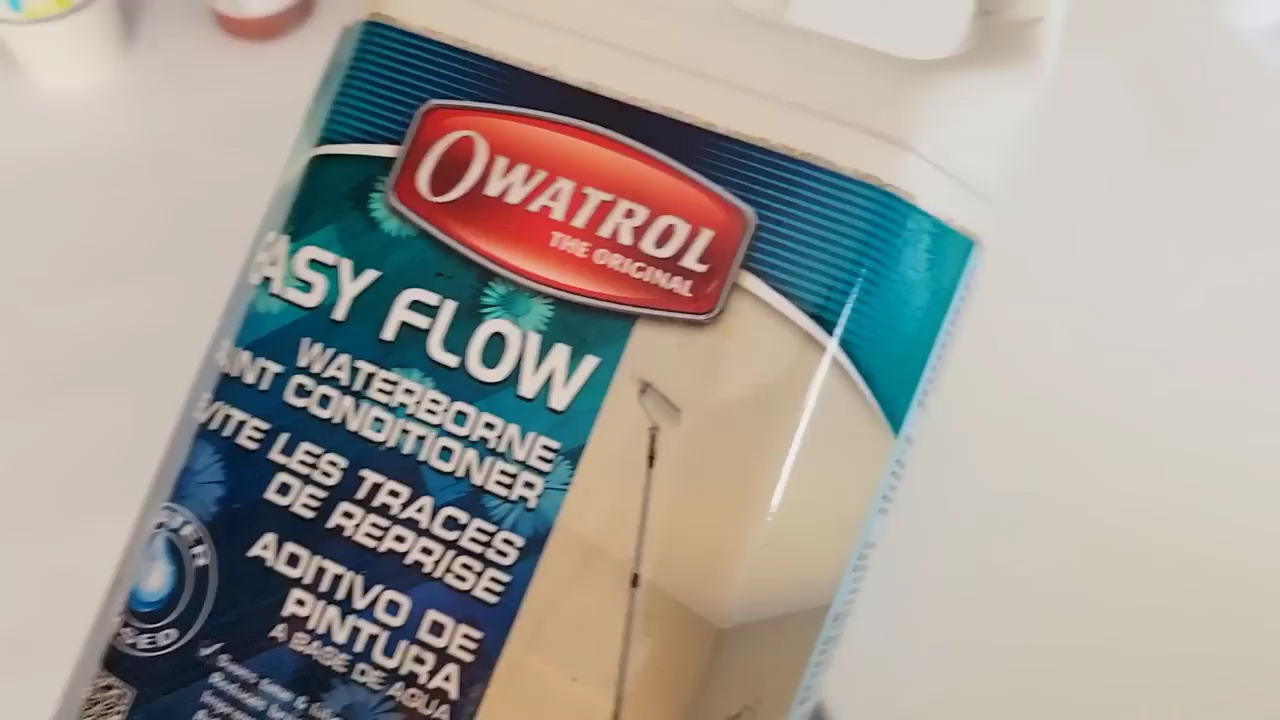 OWATROL
THE ORIGINAL
ASY FLOW
WATERBORNE
INT CONDITIONER
VITE LES TRACES
DE REPRISE
ADITIVO DE
PINTURA
A BASE DE AGUA